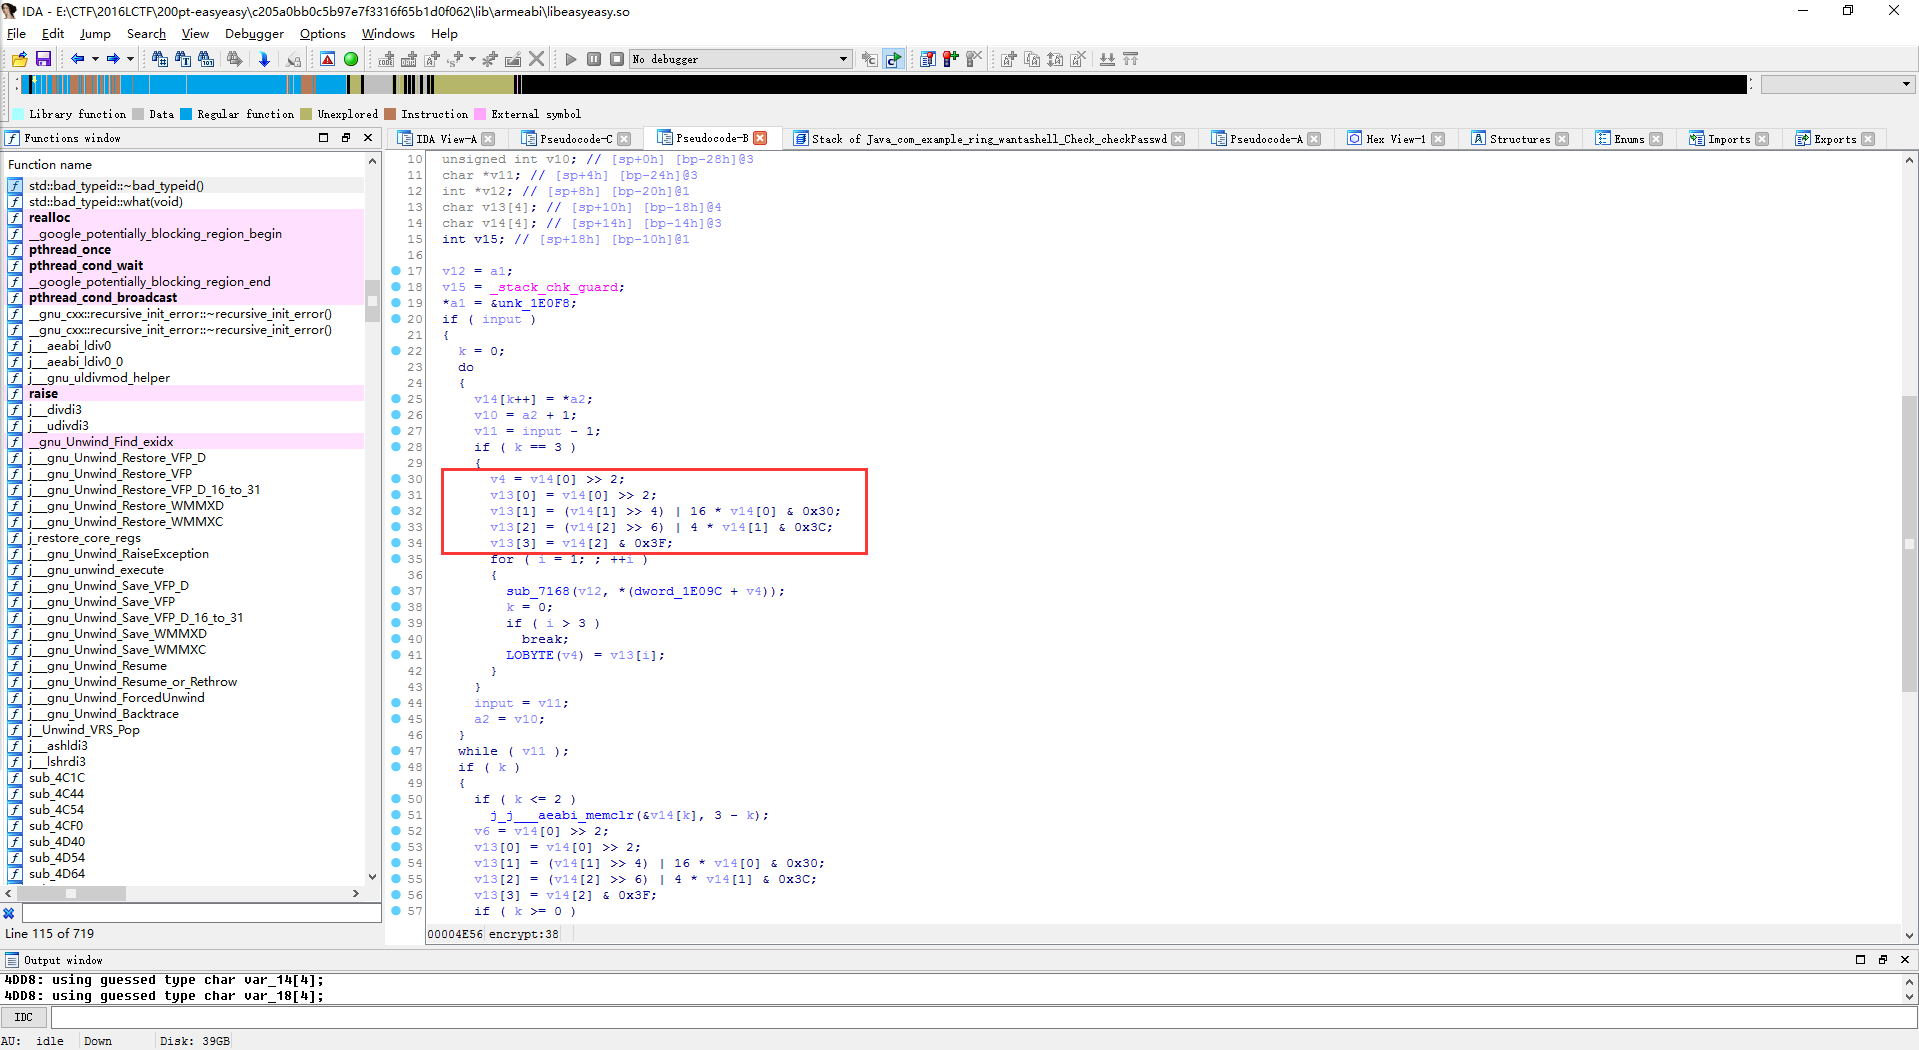 IDA - E:\CTF\2016LCTF\200pt-easyeasy\c205a0bb0c5b97e7f3316f65b1d0f062\lib\armeabi\libeasyeasy.so
File Edit Jump Search View Debugger Options Windows Help
No debugger
Library function Data Regular function Unexplored Instruction External symbol
Functions window
IDA View-A Pseudocode-C Pseudocode-B Stack of Java_com_example_ring_wantashell_Check_checkPasswd Pseudocode-A Hex View-1 Structures Enums Imports Exports
Function name
std::bad_typeid::~bad_typeid()
std::bad_typeid::what(void)
realloc
__google_potentially_blocking_region_begin
pthread_once
pthread_cond_wait
__google_potentially_blocking_region_end
pthread_cond_broadcast
__gnu_cxx::recursive_init_error::~recursive_init_error()
__gnu_cxx::recursive_init_error::~recursive_init_error()
j__aeabi_ldiv0
j__aeabi_ldiv0_0
j__gnu_uldivmod_helper
raise
j__divdi3
j__udivdi3
__gnu_Unwind_Find_exidx
j__gnu_Unwind_Restore_VFP_D
j__gnu_Unwind_Restore_VFP
j__gnu_Unwind_Restore_VFP_D_16_to_31
j__gnu_Unwind_Restore_WMMXD
j__gnu_Unwind_Restore_WMMXC
j_restore_core_regs
j__gnu_Unwind_RaiseException
j__gnu_unwind_execute
j__gnu_Unwind_Save_VFP_D
j__gnu_Unwind_Save_VFP
j__gnu_Unwind_Save_VFP_D_16_to_31
j__gnu_Unwind_Save_WMMXD
j__gnu_Unwind_Save_WMMXC
j__gnu_Unwind_Resume
j__gnu_Unwind_Resume_or_Rethrow
j__gnu_Unwind_ForcedUnwind
j__gnu_Unwind_Backtrace
j__Unwind_VRS_Pop
j__ashldi3
j__lshrdi3
sub_4C1C
sub_4C44
sub_4C54
sub_4CF0
sub_4D40
sub_4D54
sub_4D64
Line 115 of 719
10 unsigned int v10; // [sp+0h] [bp-28h]@3
11 char *v11; // [sp+4h] [bp-24h]@3
12 int *v12; // [sp+8h] [bp-20h]@1
13 char v13[4]; // [sp+10h] [bp-18h]@4
14 char v14[4]; // [sp+14h] [bp-14h]@3
15 int v15; // [sp+18h] [bp-10h]@1
16
17 v12 = a1;
18 v15 = _stack_chk_guard;
19 *a1 = &unk_1E0F8;
20 if ( input )
21 {
22 k = 0;
23 do
24 {
25 v14[k++] = *a2;
26 v10 = a2 + 1;
27 v11 = input - 1;
28 if ( k == 3 )
29 {
30 v4 = v14[0] >> 2;
31 v13[0] = v14[0] >> 2;
32 v13[1] = (v14[1] >> 4) | 16 * v14[0] & 0x30;
33 v13[2] = (v14[2] >> 6) | 4 * v14[1] & 0x3C;
34 v13[3] = v14[2] & 0x3F;
35 for ( i = 1; ; ++i )
36 {
37 sub_7168(v12, *(dword_1E09C + v4));
38 k = 0;
39 if ( i > 3 )
40 break;
41 LOBYTE(v4) = v13[i];
42 }
43 }
44 input = v11;
45 a2 = v10;
46 }
47 while ( v11 );
48 if ( k )
49 {
50 if ( k <= 2 )
51 j_j___aeabi_memclr(&v14[k], 3 - k);
52 v6 = v14[0] >> 2;
53 v13[0] = v14[0] >> 2;
54 v13[1] = (v14[1] >> 4) | 16 * v14[0] & 0x30;
55 v13[2] = (v14[2] >> 6) | 4 * v14[1] & 0x3C;
56 v13[3] = v14[2] & 0x3F;
57 if ( k >= 0 )
00004E56 encrypt:38
Output window
4DD8: using guessed type char var_14[4];
4DD8: using guessed type char var_18[4];
IDC
AU: idle Down Disk: 39GB